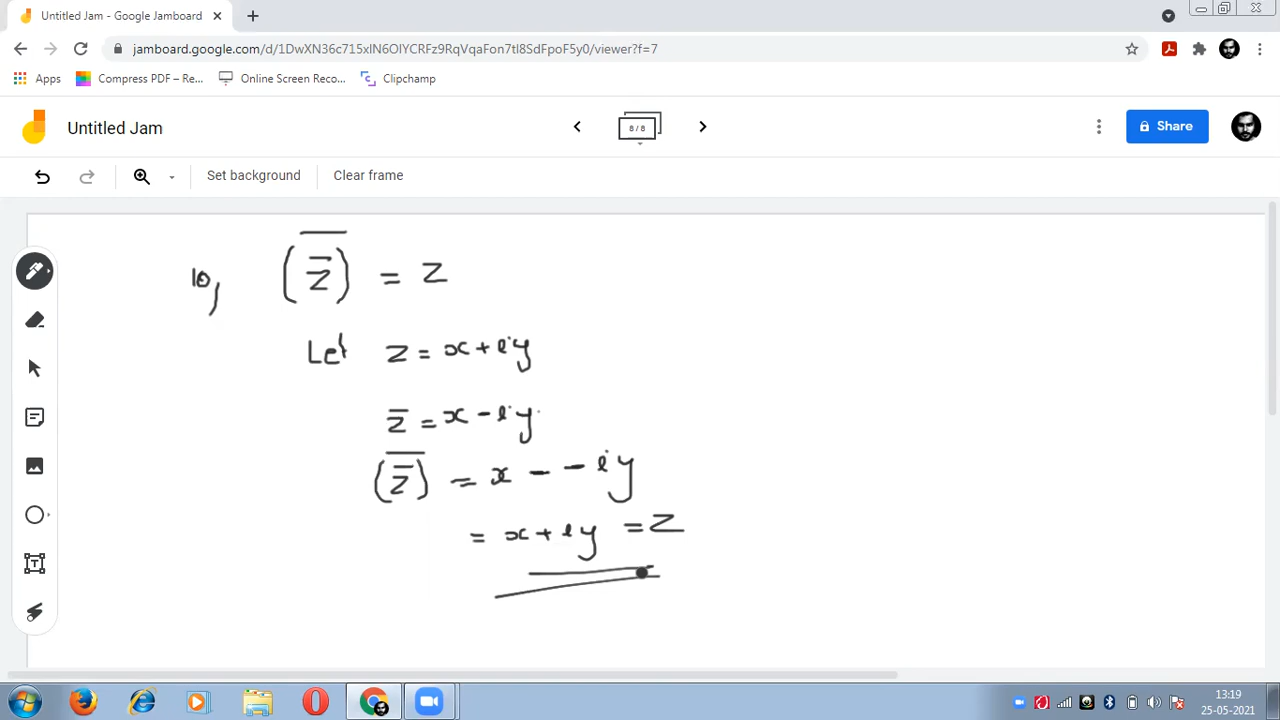 Untitled Jam - Google Jamboard
jamboard.google.com/d/1DwXN36c715xlN6OlYCRFz9RqVqaFon7tl8SdFpoF5y0/viewer?f=7
Apps Compress PDF – Re... Online Screen Reco... Clipchamp
Untitled Jam 8 / 8 Share
Set background Clear frame
10, (z̅)̅ = z
Let z = x + iy
z̅ = x - iy
(z̅)̅ = x - - iy
= x + iy = z
13:19
25-05-2021